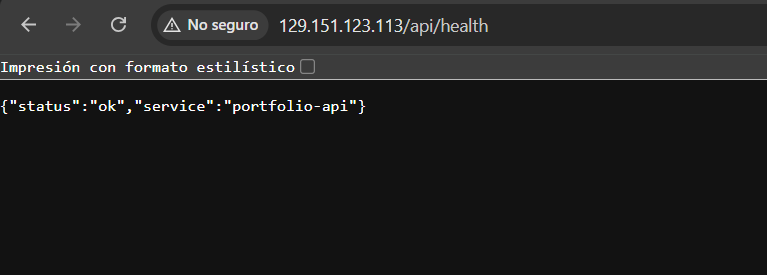 No seguro 129.151.123.113/api/health
Impresión con formato estilístico
{"status":"ok","service":"portfolio-api"}